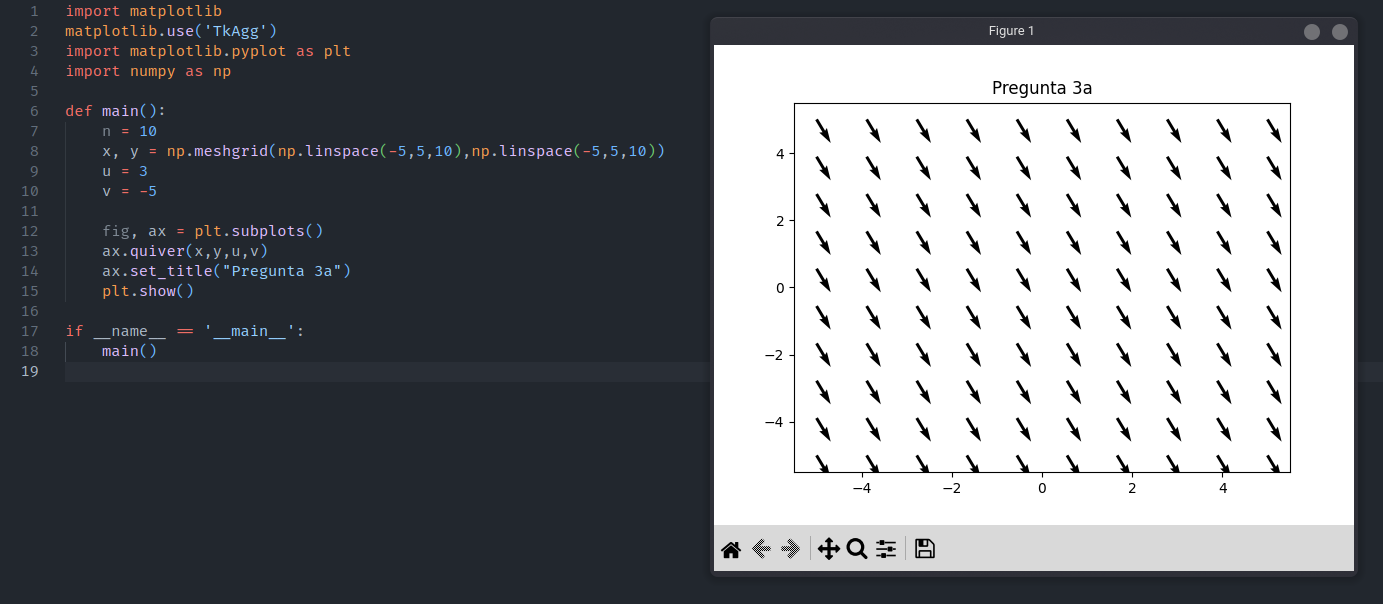 1 import matplotlib
2 matplotlib.use('TkAgg')
3 import matplotlib.pyplot as plt
4 import numpy as np
5
6 def main():
7     n = 10
8     x, y = np.meshgrid(np.linspace(-5,5,10),np.linspace(-5,5,10))
9     u = 3
10     v = -5
11
12     fig, ax = plt.subplots()
13     ax.quiver(x,y,u,v)
14     ax.set_title("Pregunta 3a")
15     plt.show()
16
17 if __name__ == '__main__':
18     main()
19
Figure 1
Pregunta 3a
4
2
0
−2
−4
−4 −2 0 2 4